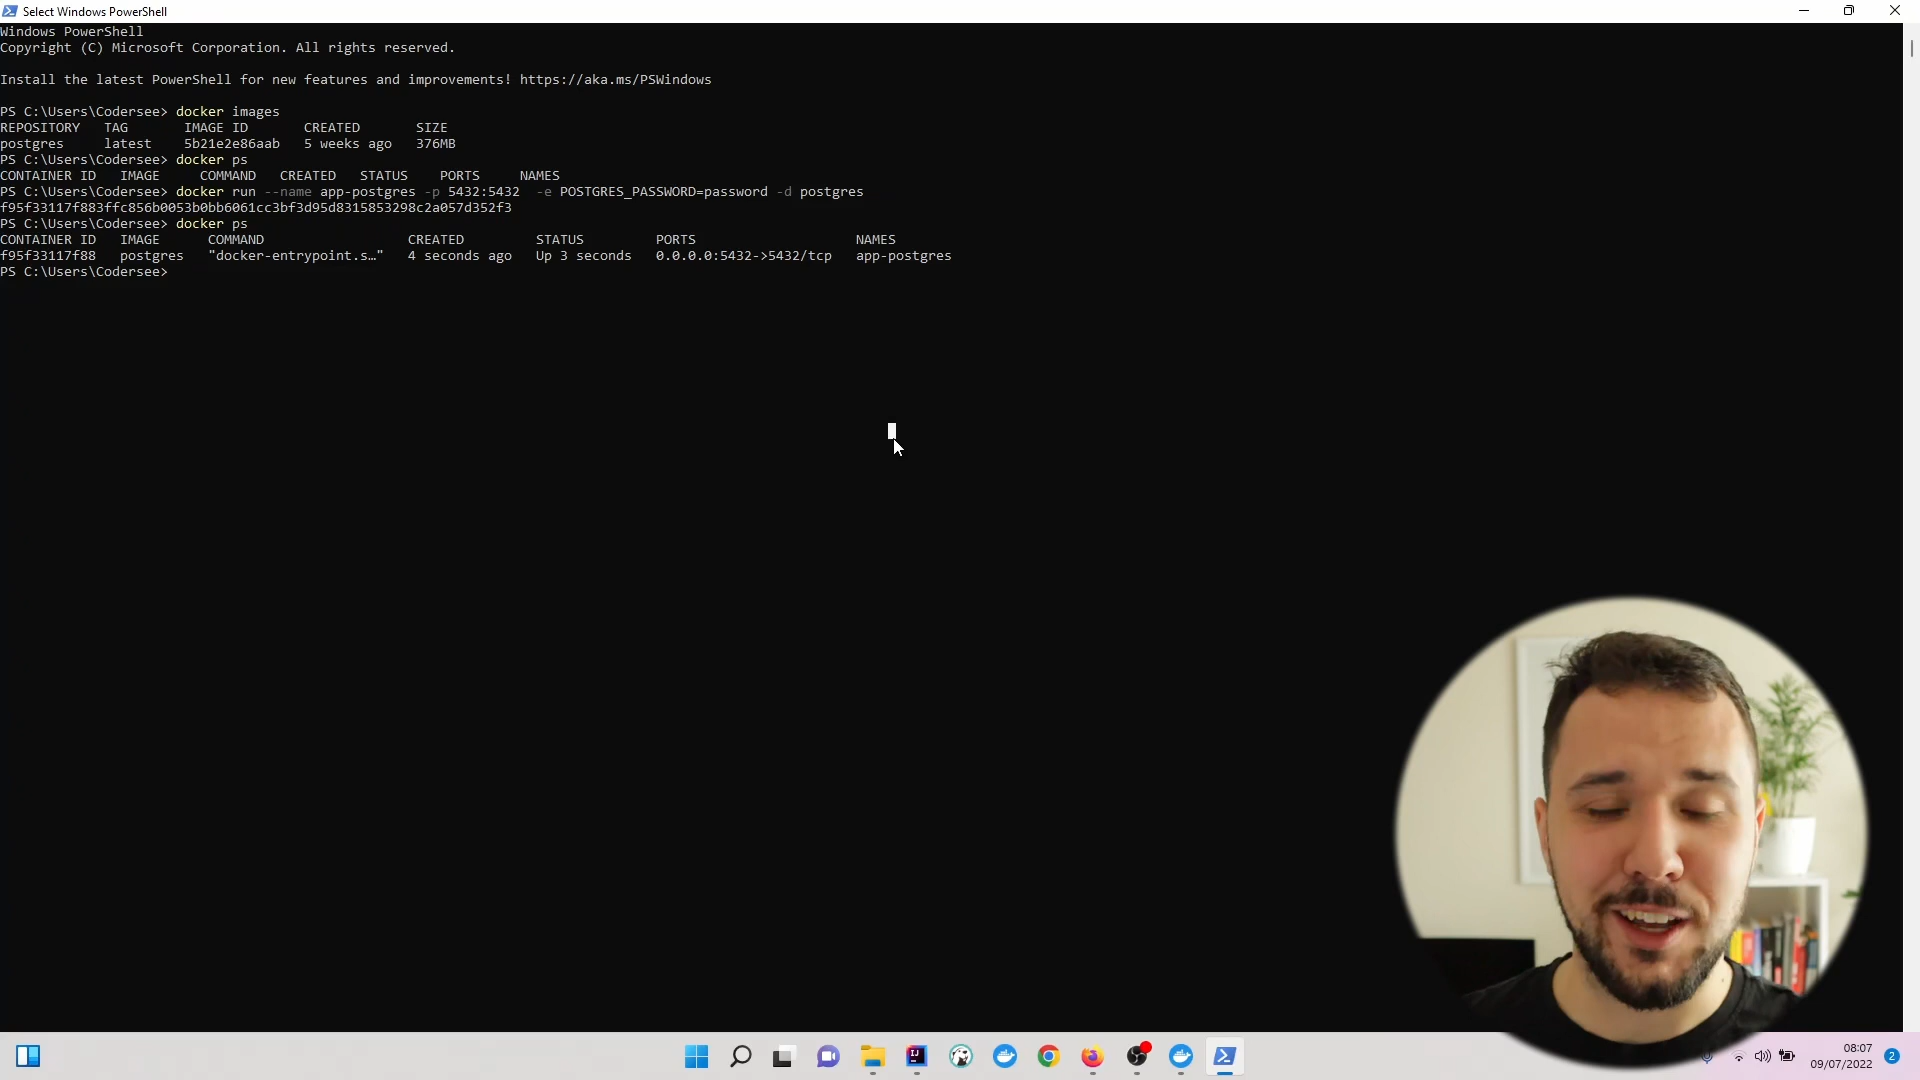 Select Windows PowerShell
Windows PowerShell
Copyright (C) Microsoft Corporation. All rights reserved.
Install the latest PowerShell for new features and improvements! https://aka.ms/PSWindows
PS C:\Users\Codersee> docker images
REPOSITORY   TAG       IMAGE ID       CREATED       SIZE
postgres     latest    5b21e2e86aab   5 weeks ago   376MB
PS C:\Users\Codersee> docker ps
CONTAINER ID   IMAGE     COMMAND   CREATED   STATUS    PORTS     NAMES
PS C:\Users\Codersee> docker run --name app-postgres -p 5432:5432  -e POSTGRES_PASSWORD=password -d postgres
f95f33117f883ffc856b0053b0bb6061cc3bf3d95d8315853298c2a057d352f3
PS C:\Users\Codersee> docker ps
CONTAINER ID   IMAGE      COMMAND                  CREATED         STATUS         PORTS                    NAMES
f95f33117f88   postgres   "docker-entrypoint.s…"   4 seconds ago   Up 3 seconds   0.0.0.0:5432->5432/tcp   app-postgres
PS C:\Users\Codersee>
IJ
08:07
09/07/2022
2